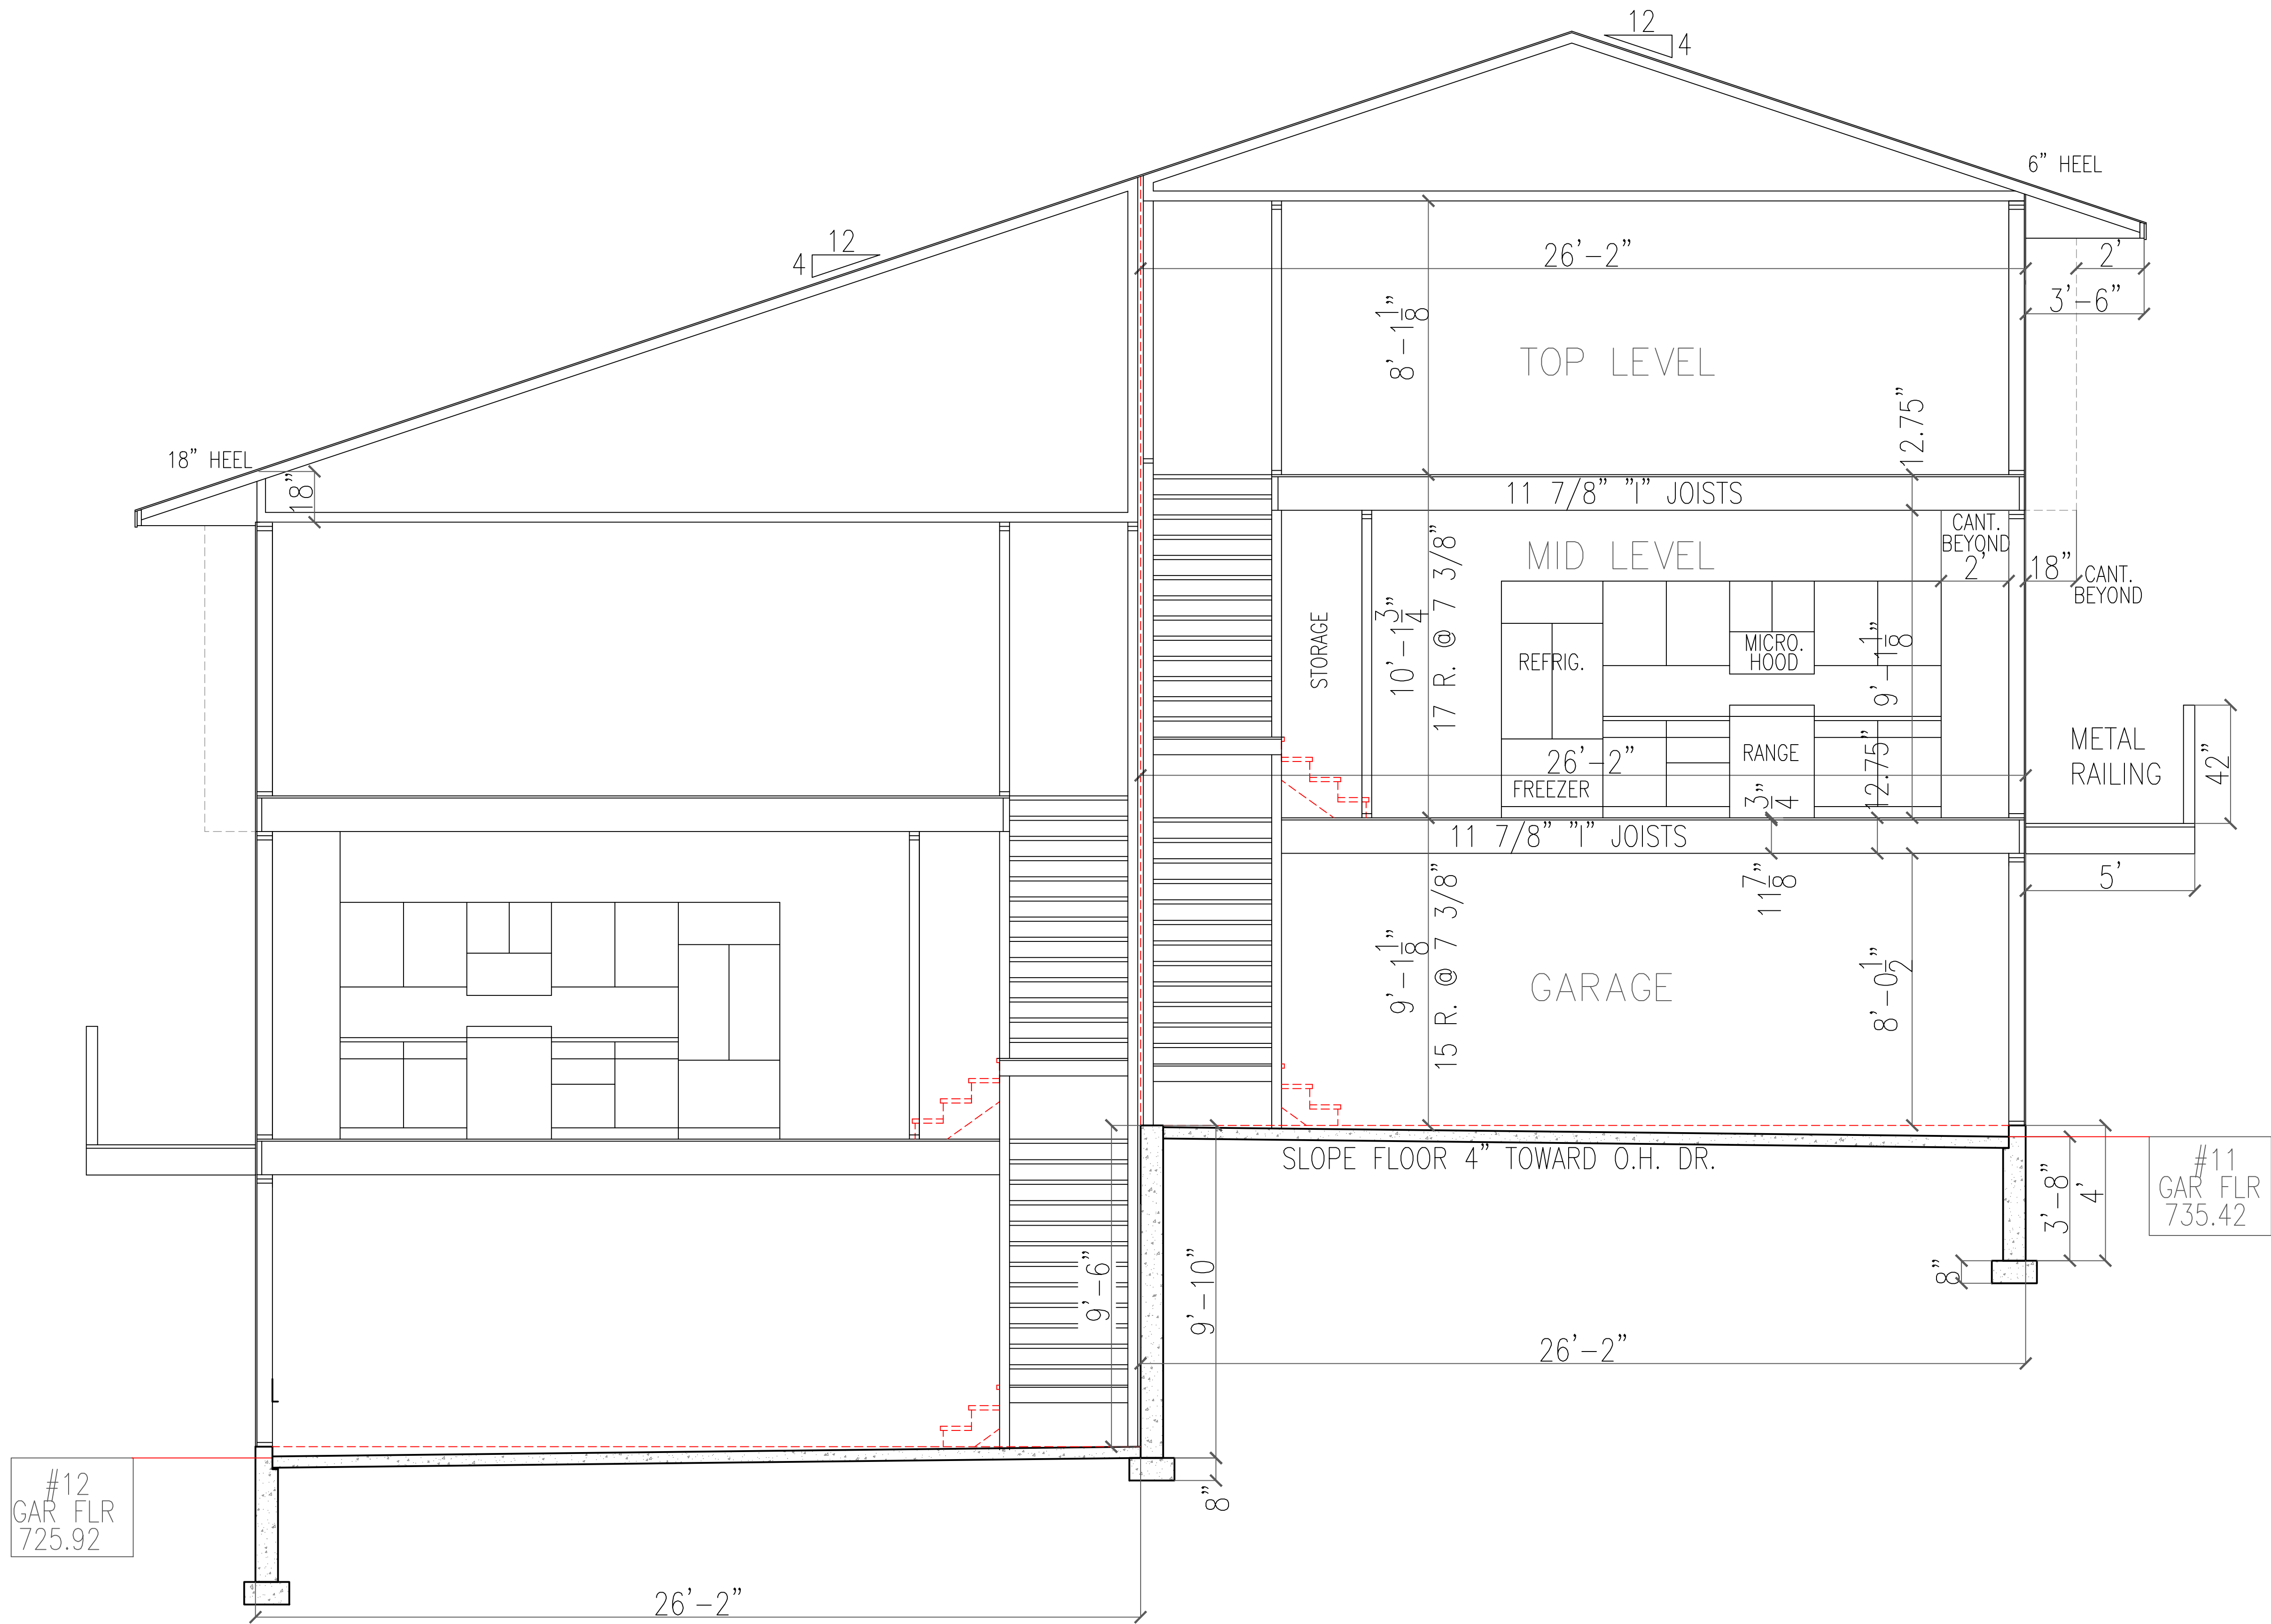 12
4
6" HEEL
12
4
26'-2"
2'
3'-6"
8'-1 1/8"
TOP LEVEL
12.75"
18" HEEL
18"
11 7/8" "I" JOISTS
CANT.
BEYOND
2'
18"
CANT.
BEYOND
MID LEVEL
STORAGE
10'-1 3/4"
17 R. @ 7 3/8"
REFRIG.
MICRO.
HOOD
9'-1 1/8"
METAL
RAILING
42"
26'-2"
RANGE
FREEZER
3/4"
12.75"
11 7/8" "I" JOISTS
11 7/8"
5'
9'-1 1/8"
15 R. @ 7 3/8"
GARAGE
8'-0 1/2"
SLOPE FLOOR 4" TOWARD O.H. DR.
#11
GAR FLR
735.42
3'-8"
4'
9'-6"
9'-10"
8"
26'-2"
8"
#12
GAR FLR
725.92
26'-2"